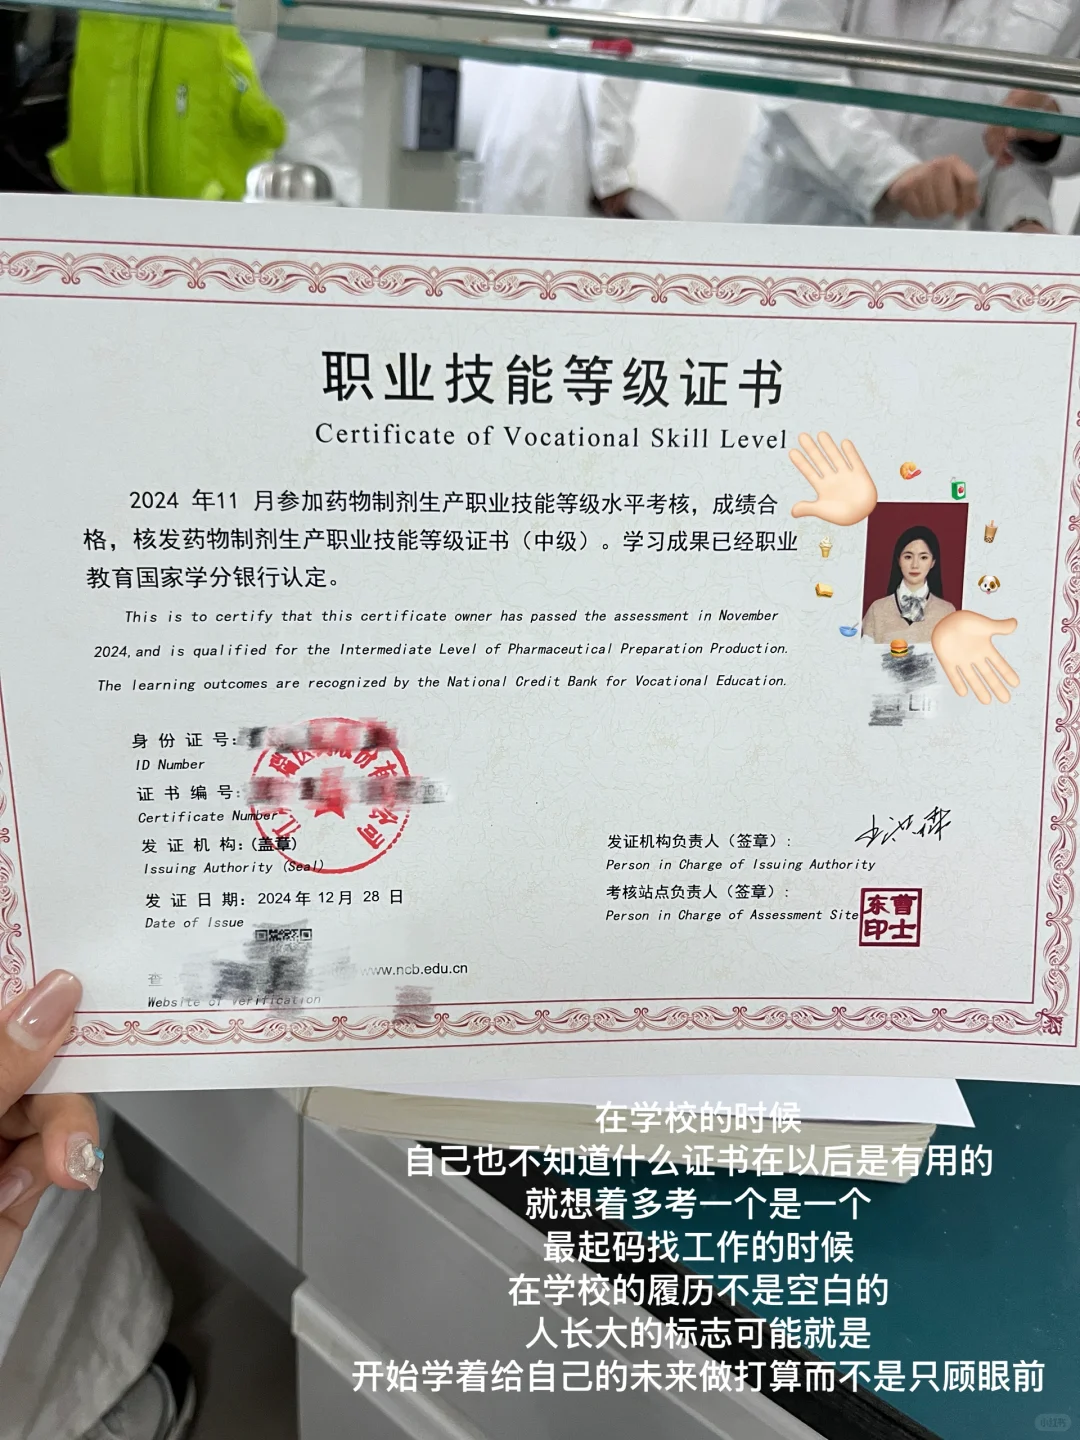 职业技能等级证书
Certificate of Vocational Skill Level
2024 年11 月参加药物制剂生产职业技能等级水平考核，成绩合
格，核发药物制剂生产职业技能等级证书（中级）。学习成果已经职业
教育国家学分银行认定。
This is to certify that this certificate owner has passed the assessment in November
2024,and is qualified for the Intermediate Level of Pharmaceutical Preparation Production.
The learning outcomes are recognized by the National Credit Bank for Vocational Education.
身 份 证 号：
ID Number
证 书 编 号：
Certificate Number
发 证 机 构：(盖章)
Issuing Authority (Seal)
发 证 日 期：2024年 12月 28 日
Date of Issue
查
www.ncb.edu.cn
Website of Verification
发证机构负责人（签章）：
Person in Charge of Issuing Authority
考核站点负责人（签章）：
Person in Charge of Assessment Site
曹士东印
在学校的时候
自己也不知道什么证书在以后是有用的
就想着多考一个是一个
最起码找工作的时候
在学校的履历不是空白的
人长大的标志可能就是
开始学着给自己的未来做打算而不是只顾眼前
小红书